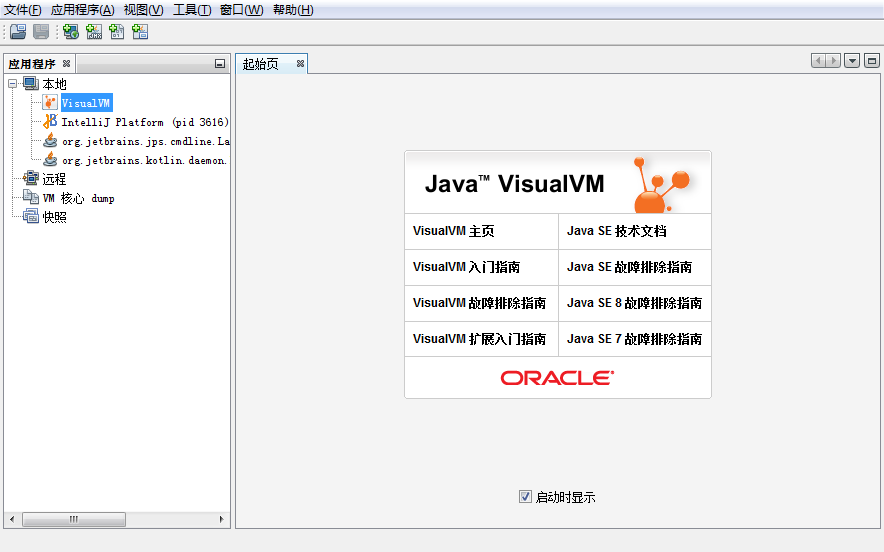 文件(F) 应用程序(A) 视图(V) 工具(T) 窗口(W) 帮助(H)
应用程序
起始页
本地
VisualVM
IntelliJ Platform (pid 3616)
org.jetbrains.jps.cmdline.La
org.jetbrains.kotlin.daemon.
远程
VM 核心 dump
快照
Java™ VisualVM
VisualVM 主页
Java SE 技术文档
VisualVM 入门指南
Java SE 故障排除指南
VisualVM 故障排除指南
Java SE 8 故障排除指南
VisualVM 扩展入门指南
Java SE 7 故障排除指南
ORACLE
启动时显示